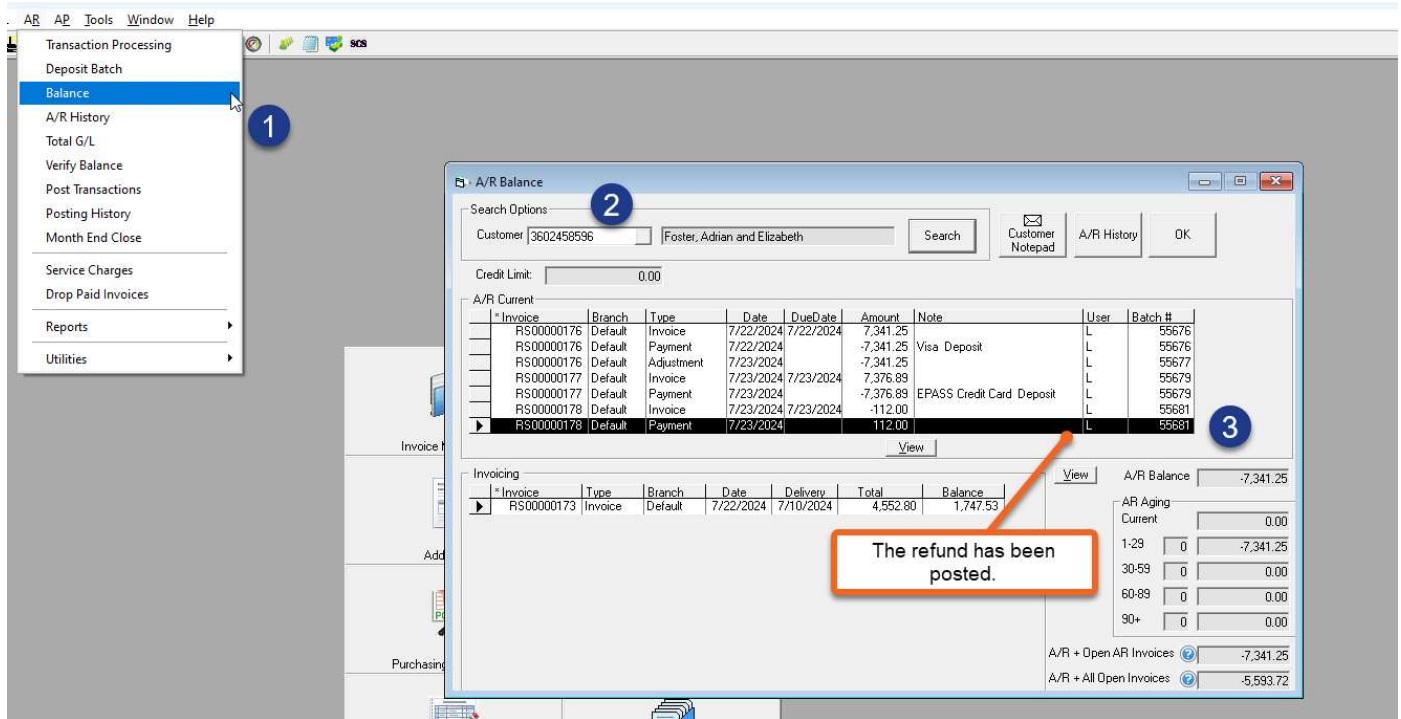 AR AP Tools Window Help
SCS
Transaction Processing
Deposit Batch
Balance
A/R History
Total G/L
Verify Balance
Post Transactions
Posting History
Month End Close
Service Charges
Drop Paid Invoices
Reports
Utilities
1
A/R Balance
2
Search Options
Customer 3602458596 Foster, Adrian and Elizabeth Search
Customer Notepad
A/R History
OK
Credit Limit: 0.00
A/R Current
* Invoice Branch Type Date DueDate Amount Note User Batch #
RS00000176 Default Invoice 7/22/2024 7/22/2024 7,341.25 L 55676
RS00000176 Default Payment 7/22/2024 -7,341.25 Visa Deposit L 55676
RS00000176 Default Adjustment 7/23/2024 -7,341.25 L 55677
RS00000177 Default Invoice 7/23/2024 7/23/2024 7,376.89 L 55679
RS00000177 Default Payment 7/23/2024 -7,376.89 EPASS Credit Card Deposit L 55679
RS00000178 Default Invoice 7/23/2024 7/23/2024 -112.00 L 55681
RS00000178 Default Payment 7/23/2024 112.00 L 55681
3
View
Invoicing
* Invoice Type Branch Date Delivery Total Balance
RS00000173 Invoice Default 7/22/2024 7/10/2024 4,552.80 1,747.53
View
A/R Balance -7,341.25
AR Aging
Current 0.00
1-29 0 -7,341.25
30-59 0 0.00
60-89 0 0.00
90+ 0 0.00
A/R + Open AR Invoices -7,341.25
A/R + All Open Invoices -5,593.72
The refund has been
posted.
Invoice
Add
Purchasing